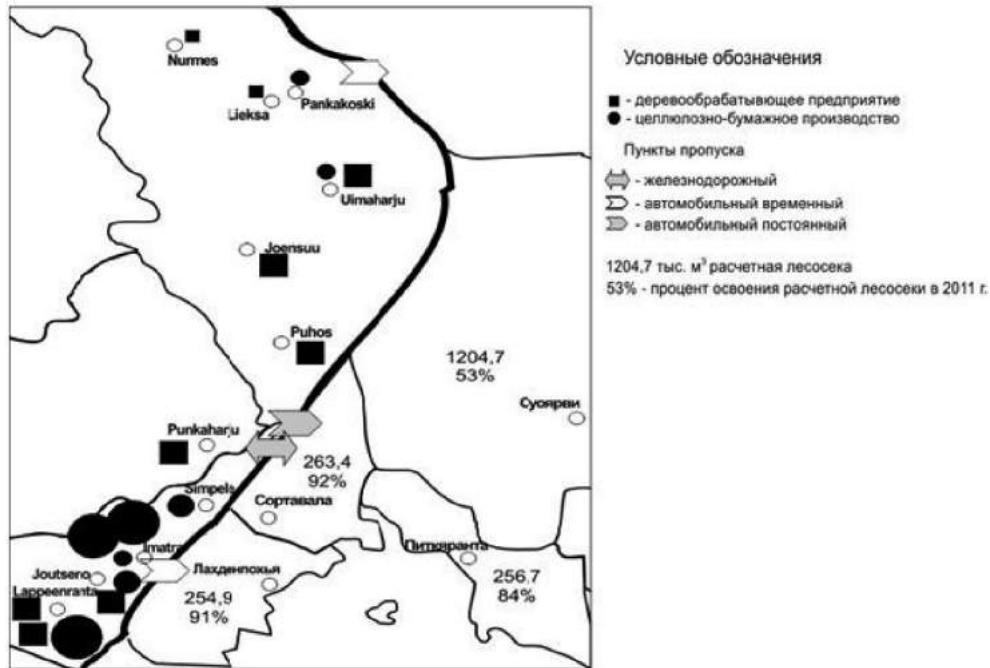 Nurmes
Lieksa
Pankakoski
Uimaharju
Joensuu
Puhos
1204,7
53%
Суоярви
Punkaharju
263,4
92%
Simpele
Сортавала
Imatra
Питкяранта
Joutseno
Лахденпохья
Lappeenranta
254,9
91%
256,7
84%
Условные обозначения
- деревообрабатывающее предприятие
- целлюлозно-бумажное производство
Пункты пропуска
- железнодорожный
- автомобильный временный
- автомобильный постоянный
1204,7 тыс. м³ расчетная лесосека
53% - процент освоения расчетной лесосеки в 2011 г.